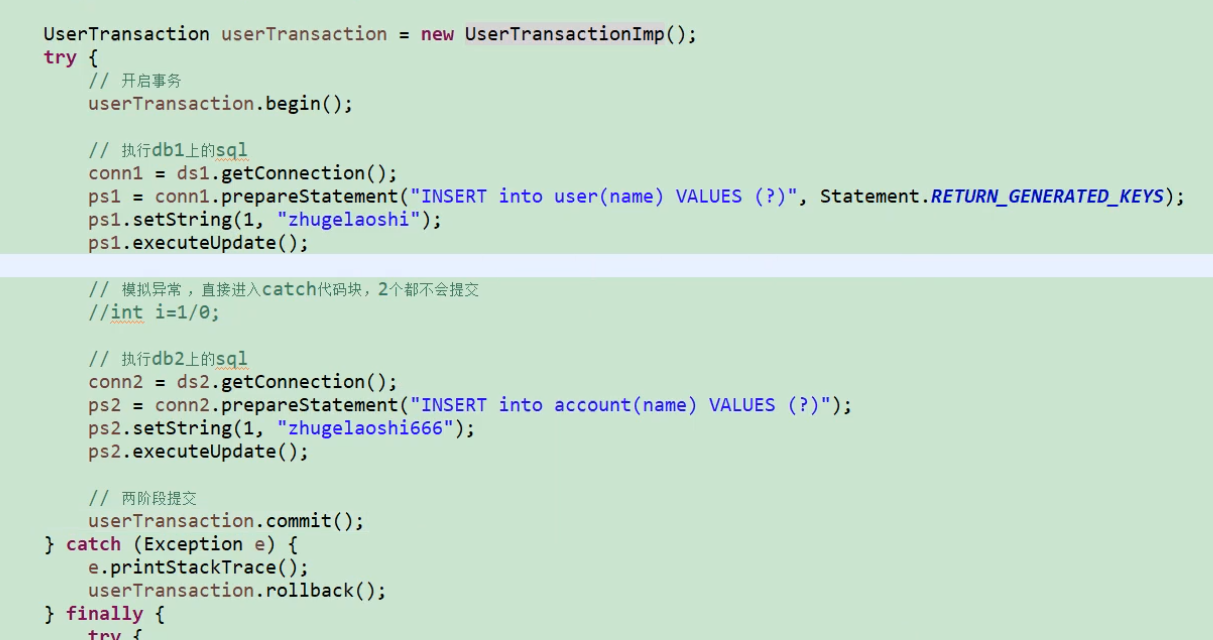 UserTransaction userTransaction = new UserTransactionImp();
try {
// 开启事务
userTransaction.begin();
// 执行db1上的sql
conn1 = ds1.getConnection();
ps1 = conn1.prepareStatement("INSERT into user(name) VALUES (?)", Statement.RETURN_GENERATED_KEYS);
ps1.setString(1, "zhugelaoshi");
ps1.executeUpdate();
// 模拟异常 ，直接进入catch代码块，2个都不会提交
//int i=1/0;
// 执行db2上的sql
conn2 = ds2.getConnection();
ps2 = conn2.prepareStatement("INSERT into account(name) VALUES (?)");
ps2.setString(1, "zhugelaoshi666");
ps2.executeUpdate();
// 两阶段提交
userTransaction.commit();
} catch (Exception e) {
e.printStackTrace();
userTransaction.rollback();
} finally {
try {